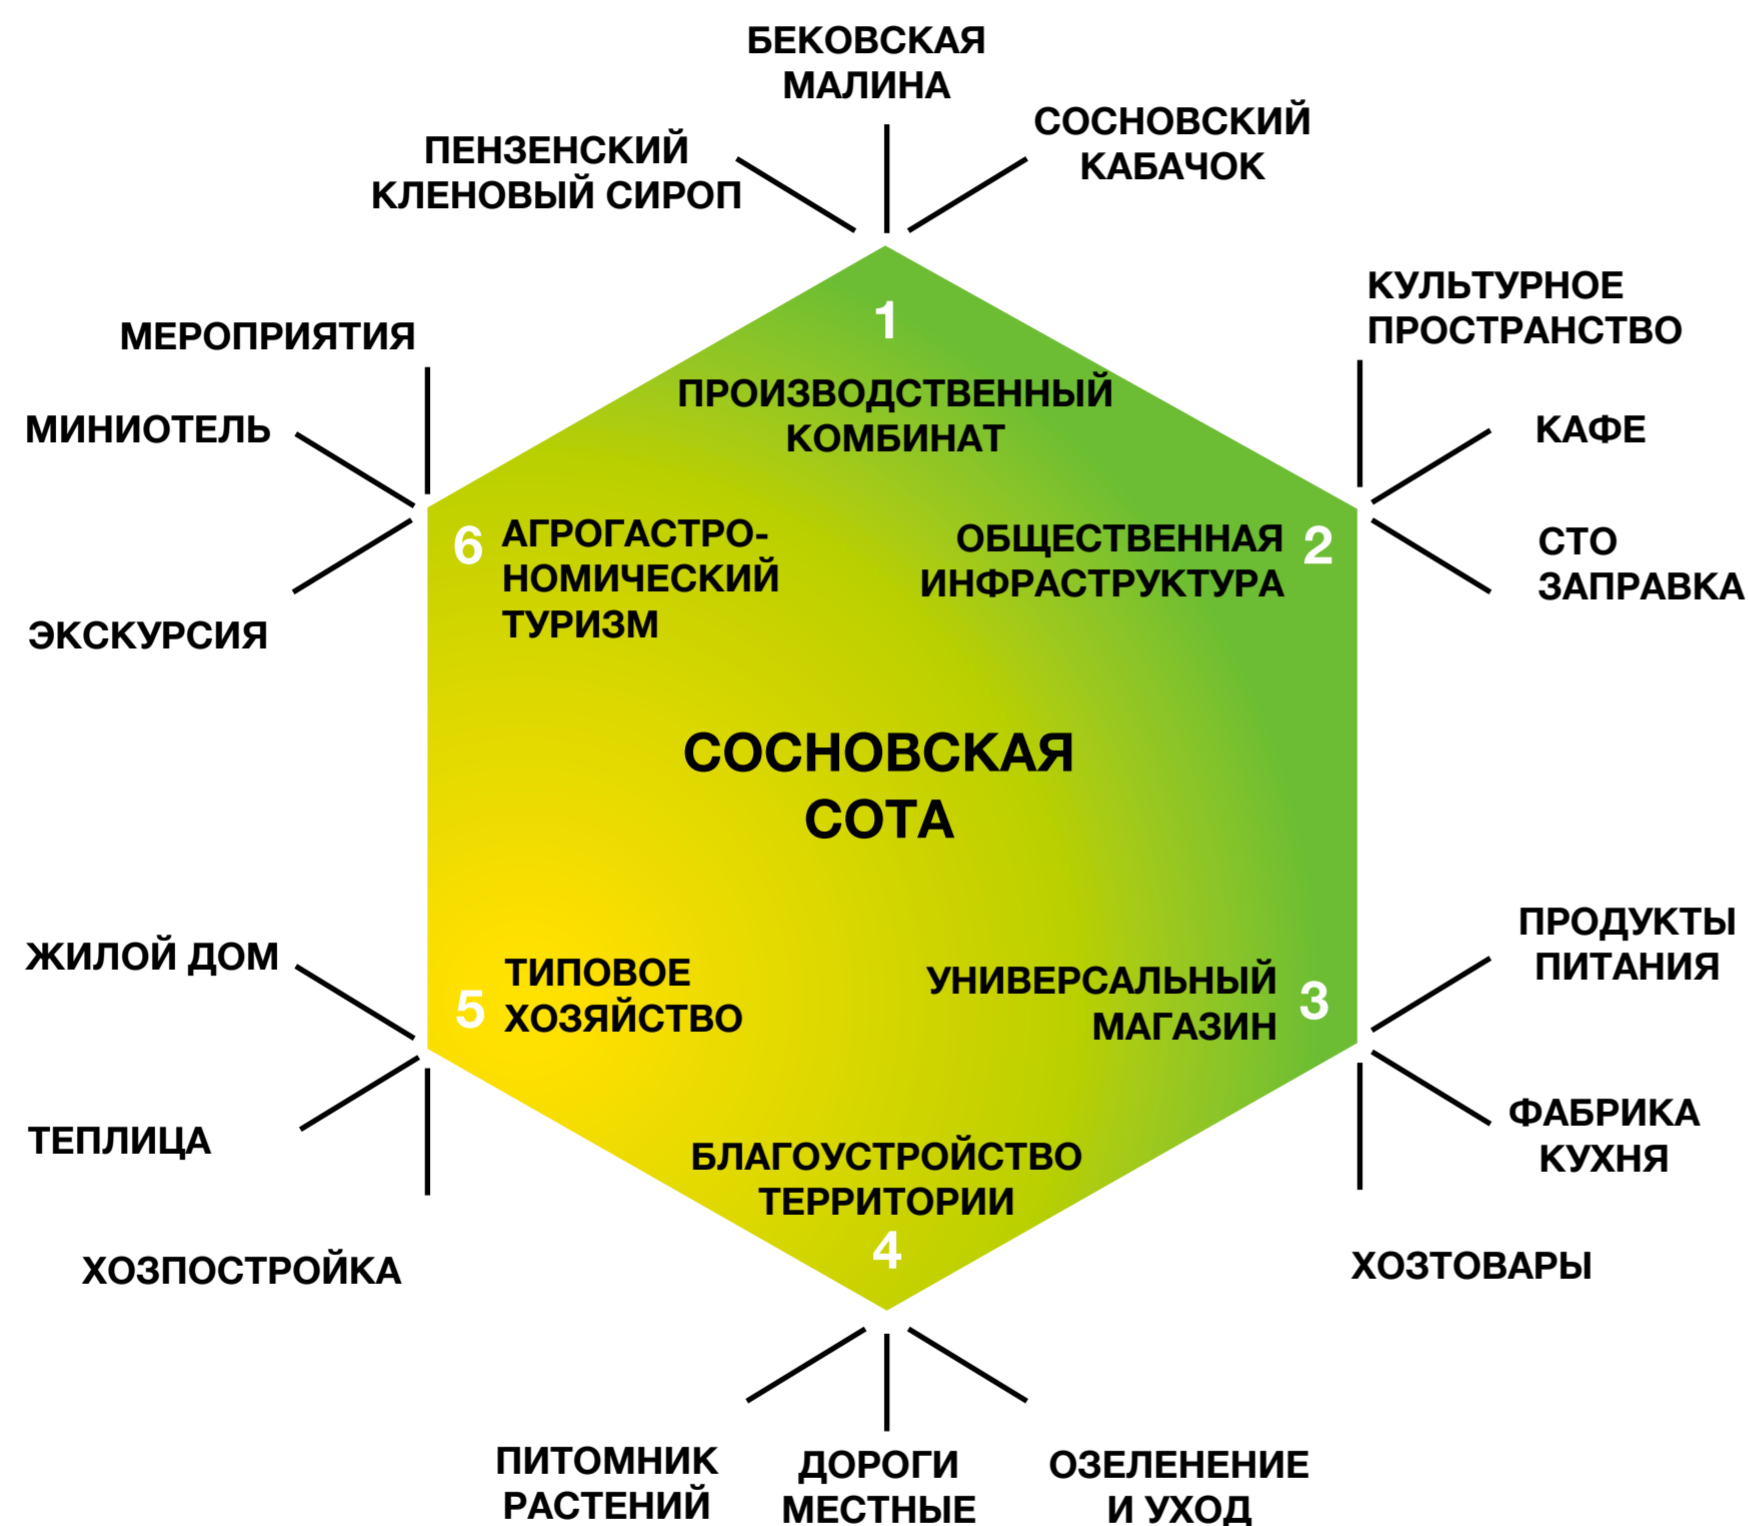 БЕКОВСКАЯ
МАЛИНА
ПЕНЗЕНСКИЙ
КЛЕНОВЫЙ СИРОП
СОСНОВСКИЙ
КАБАЧОК
1
ПРОИЗВОДСТВЕННЫЙ
КОМБИНАТ
КУЛЬТУРНОЕ
ПРОСТРАНСТВО
КАФЕ
СТО
ЗАПРАВКА
ОБЩЕСТВЕННАЯ
ИНФРАСТРУКТУРА
2
МЕРОПРИЯТИЯ
МИНИОТЕЛЬ
ЭКСКУРСИЯ
6
АГРОГАСТРО-
НОМИЧЕСКИЙ
ТУРИЗМ
СОСНОВСКАЯ
СОТА
ЖИЛОЙ ДОМ
ТЕПЛИЦА
ХОЗПОСТРОЙКА
5
ТИПОВОЕ
ХОЗЯЙСТВО
УНИВЕРСАЛЬНЫЙ
МАГАЗИН
3
ПРОДУКТЫ
ПИТАНИЯ
ФАБРИКА
КУХНЯ
ХОЗТОВАРЫ
БЛАГОУСТРОЙСТВО
ТЕРРИТОРИИ
4
ПИТОМНИК
РАСТЕНИЙ
ДОРОГИ
МЕСТНЫЕ
ОЗЕЛЕНЕНИЕ
И УХОД